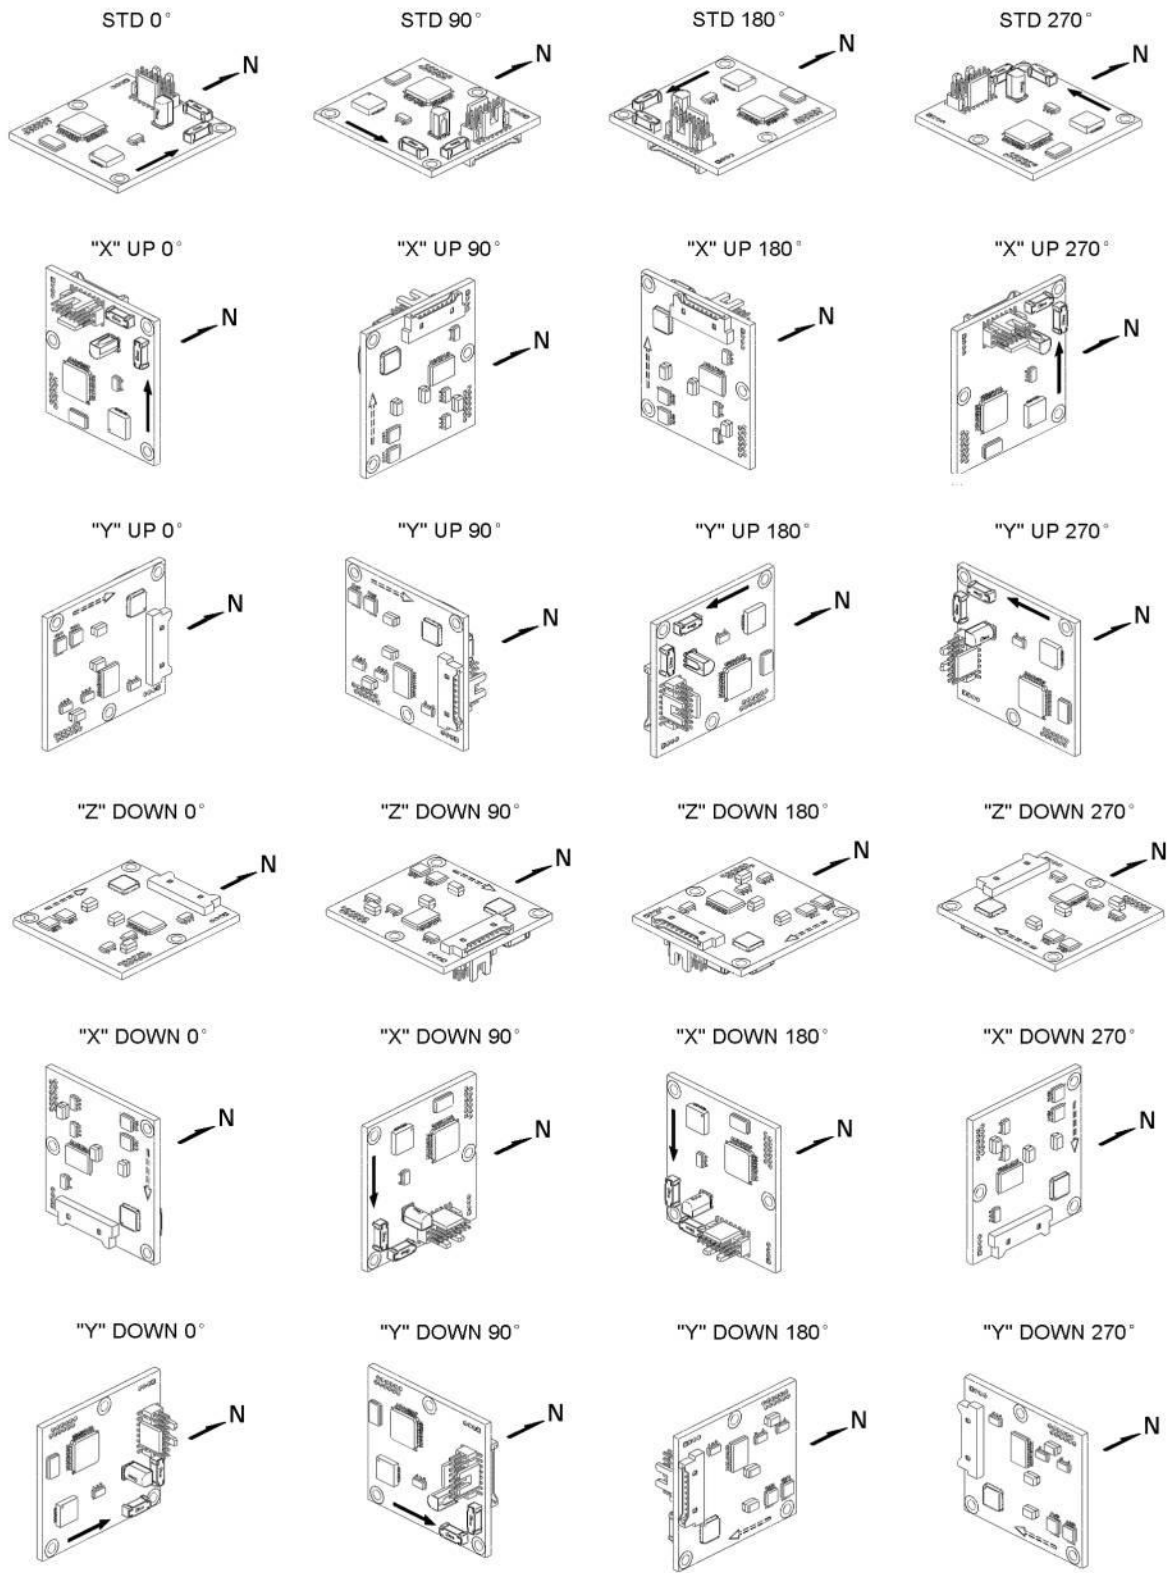 STD 0° STD 90° STD 180° STD 270°
N N N N
"X" UP 0° "X" UP 90° "X" UP 180° "X" UP 270°
N N N N
"Y" UP 0° "Y" UP 90° "Y" UP 180° "Y" UP 270°
N N N N
"Z" DOWN 0° "Z" DOWN 90° "Z" DOWN 180° "Z" DOWN 270°
N N N N
"X" DOWN 0° "X" DOWN 90° "X" DOWN 180° "X" DOWN 270°
N N N N
"Y" DOWN 0° "Y" DOWN 90° "Y" DOWN 180° "Y" DOWN 270°
N N N N